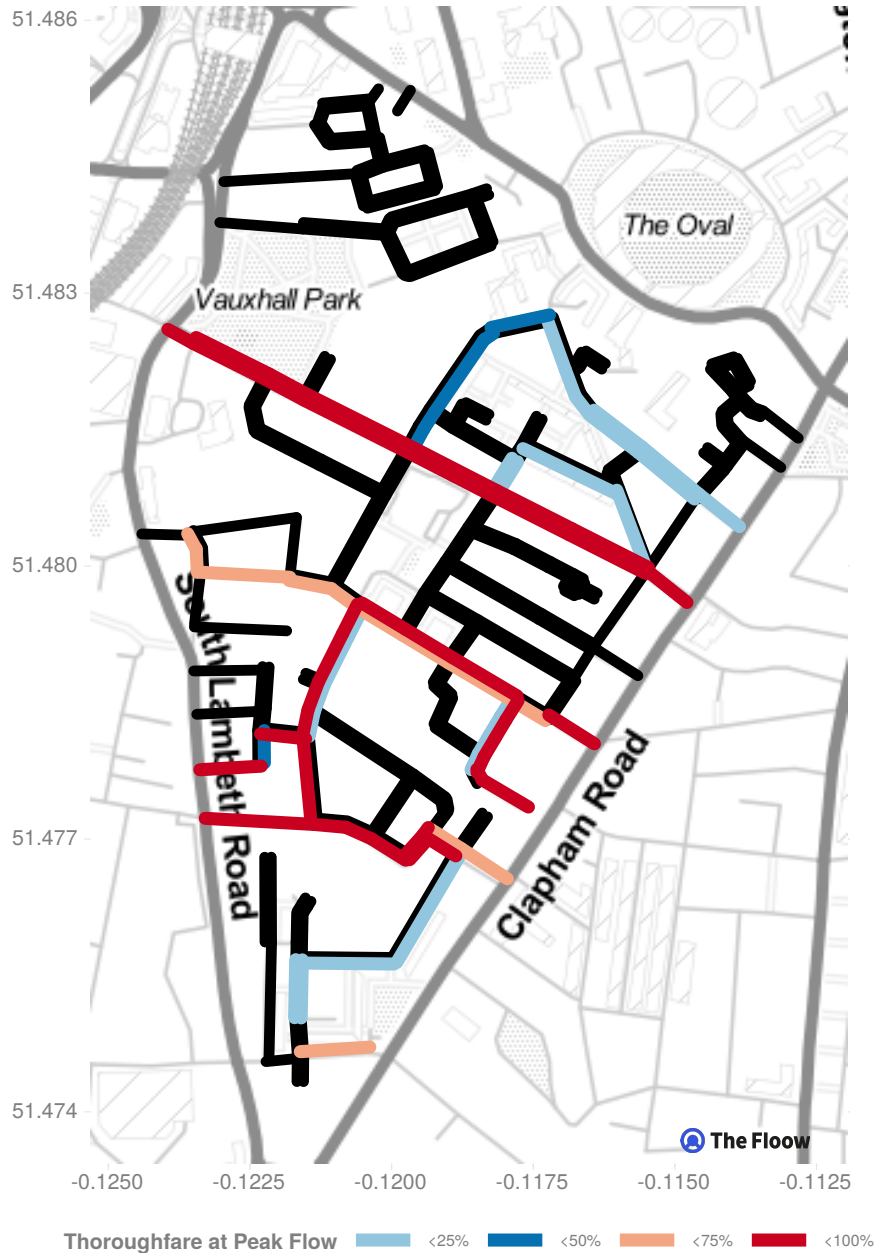 51.486
The Oval
51.483
Vauxhall Park
51.480
South Lambeth Road
51.477
Clapham Road
51.474
The Floow
-0.1250
-0.1225
-0.1200
-0.1175
-0.1150
-0.1125
Thoroughfare at Peak Flow
<25%
<50%
<75%
<100%